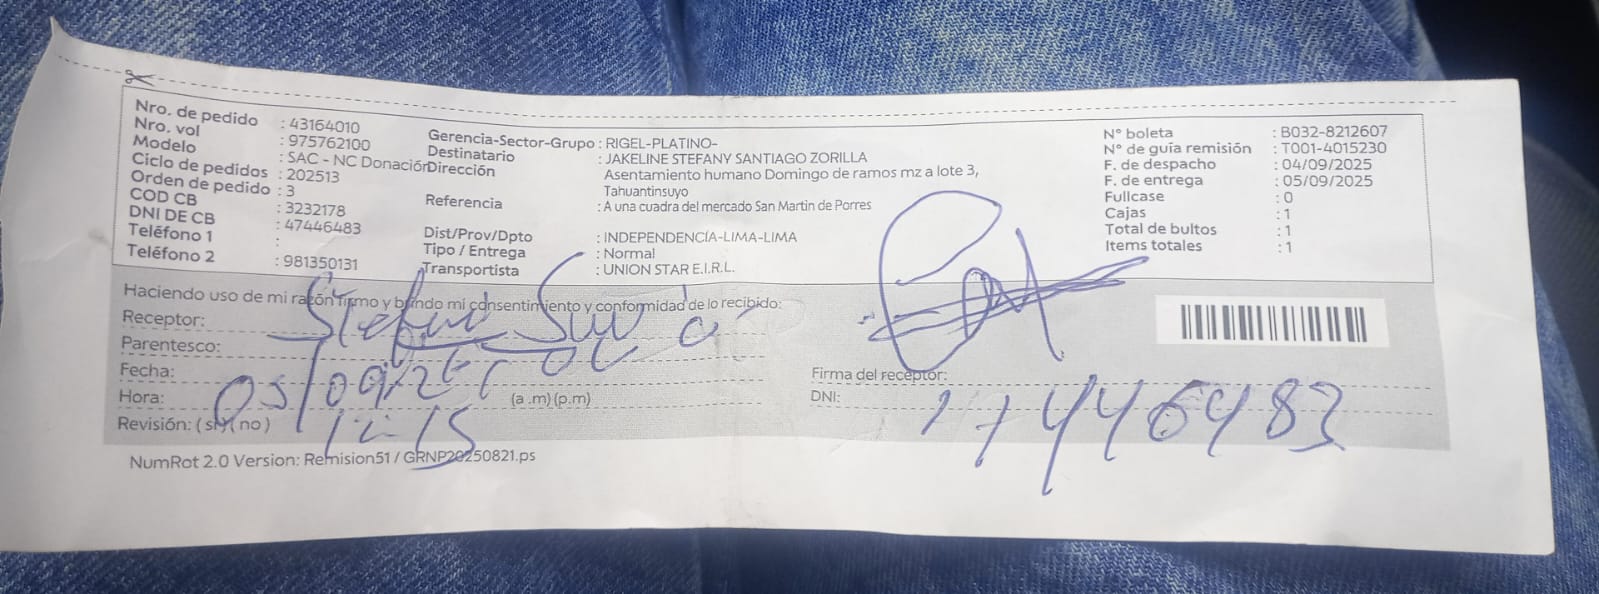 Nro. de pedido : 43164010
Nro. vol : 975762100
Modelo : SAC - NC Donación
Ciclo de pedidos : 202513
Orden de pedido : 3
COD CB : 3232178
DNI DE CB : 47446483
Teléfono 1 :
Teléfono 2 : 981350131
Gerencia-Sector-Grupo : RIGEL-PLATINO-
Destinatario : JAKELINE STEFANY SANTIAGO ZORILLA
Dirección Asentamiento humano Domingo de ramos mz a lote 3,
Tahuantinsuyo
Referencia : A una cuadra del mercado San Martin de Porres
Dist/Prov/Dpto : INDEPENDENCIA-LIMA-LIMA
Tipo / Entrega : Normal
Transportista : UNION STAR E.I.R.L.
N° boleta : B032-8212607
N° de guía remisión : T001-4015230
F. de despacho : 04/09/2025
F. de entrega : 05/09/2025
Fullcase : 0
Cajas : 1
Total de bultos : 1
Items totales : 1
Haciendo uso de mi razón firmo y brindo mi consentimiento y conformidad de lo recibido:
Receptor:
Parentesco:
Fecha:
Hora: (a .m) (p.m) 12-15
Revisión: ( si ) ( no )
Firma del receptor:
DNI:
NumRot 2.0 Version: Remision51 / GRNP20250821.ps